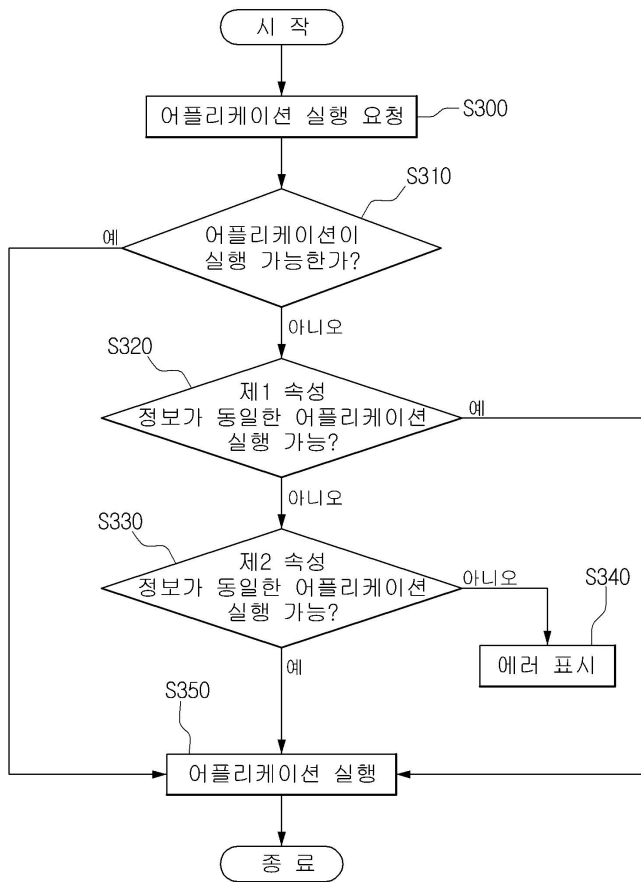 시 작
어플리케이션 실행 요청
S300
S310
어플리케이션이
실행 가능한가?
예
아니오
S320
제1 속성
정보가 동일한 어플리케이션
실행 가능?
예
아니오
S330
제2 속성
정보가 동일한 어플리케이션
실행 가능?
아니오
S340
에러 표시
예
S350
어플리케이션 실행
종 료